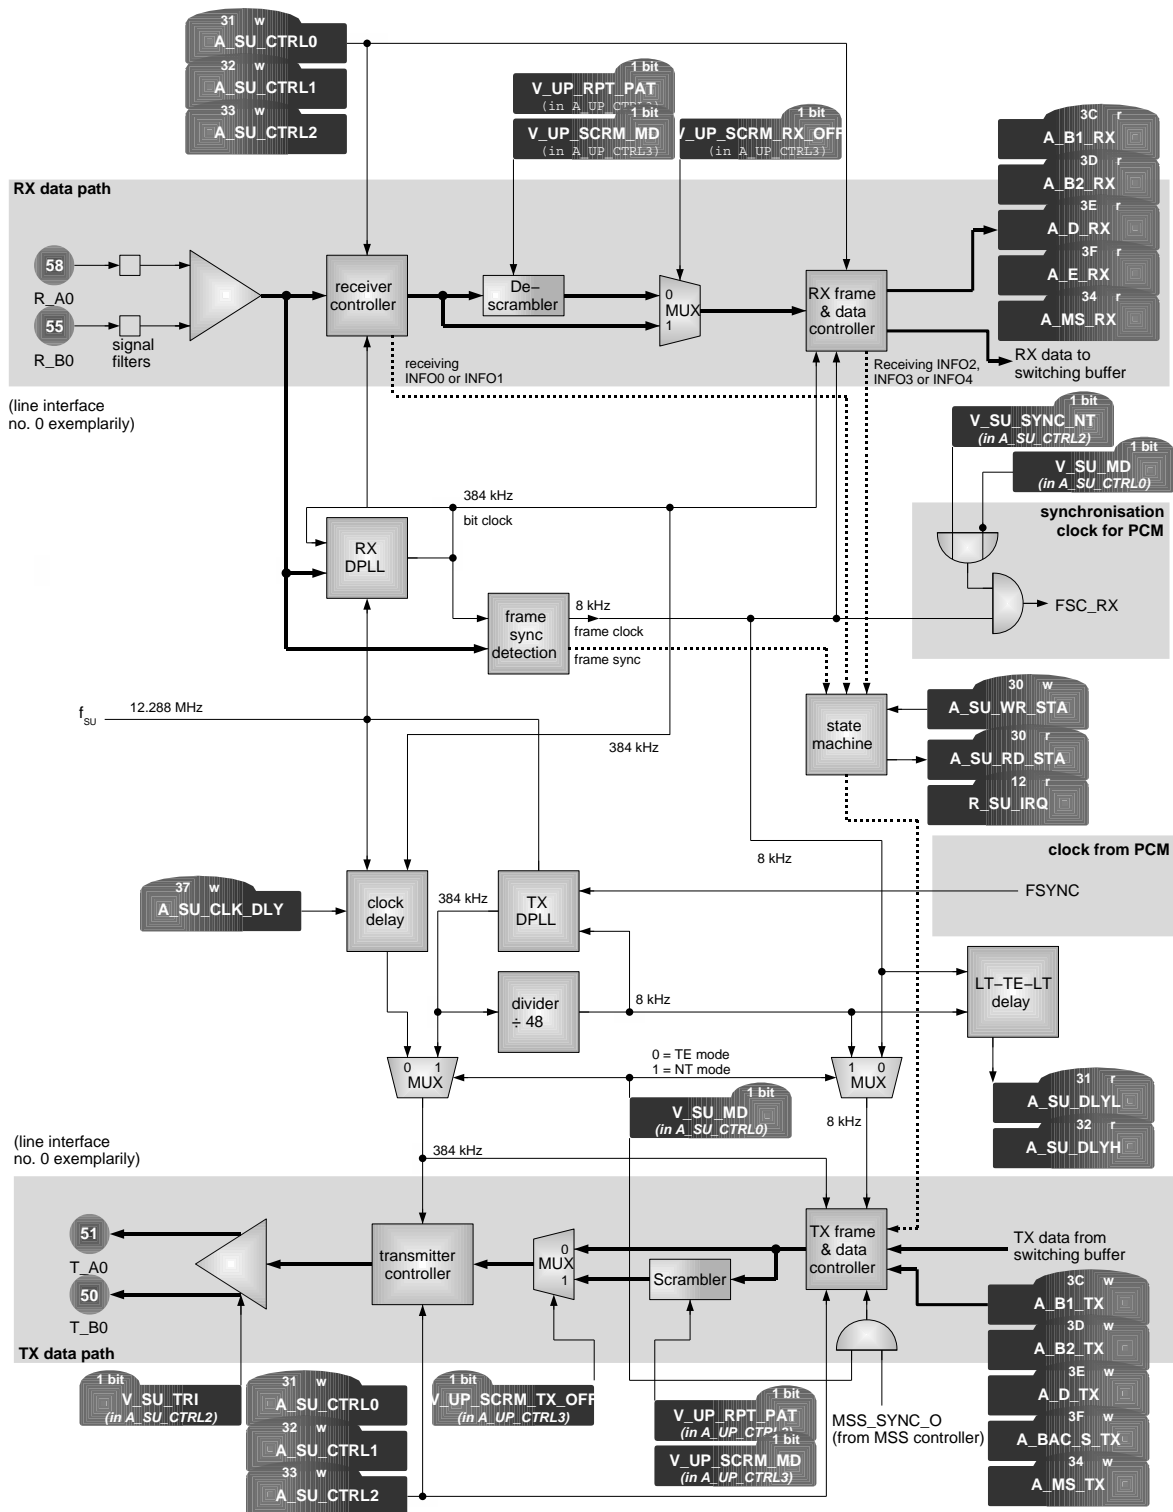 31 w
A_SU_CTRL0
32 w
A_SU_CTRL1
33 w
A_SU_CTRL2
1 bit
V_UP_RPT_PAT
1 bit
V_UP_SCRM_MD
(in A_UP_CTRL3)
1 bit
V_UP_SCRM_RX_OFF
(in A_UP_CTRL3)
3C r
A_B1_RX
3D r
A_B2_RX
3E r
A_D_RX
3F r
A_E_RX
34 r
A_MS_RX
RX data path
58
R_A0
55
R_B0
signal
filters
receiver
controller
De-
scrambler
0
MUX
1
RX frame
& data
controller
RX data to
switching buffer
receiving
INFO0 or INFO1
Receiving INFO2,
INFO3 or INFO4
(line interface
no. 0 exemplarily)
1 bit
V_SU_SYNC_NT
(in A_SU_CTRL2)
1 bit
V_SU_MD
(in A_SU_CTRL0)
synchronisation
clock for PCM
384 kHz
bit clock
RX
DPLL
frame
sync
detection
8 kHz
frame clock
frame sync
FSC_RX
f SU
12.288 MHz
384 kHz
state
machine
30 w
A_SU_WR_STA
30 r
A_SU_RD_STA
12 r
R_SU_IRQ
8 kHz
clock from PCM
FSYNC
37 w
A_SU_CLK_DLY
clock
delay
384 kHz
TX
DPLL
divider
÷ 48
8 kHz
LT−TE−LT
delay
0 1
MUX
0 = TE mode
1 = NT mode
1 0
MUX
1 bit
V_SU_MD
(in A_SU_CTRL0)
8 kHz
31 r
A_SU_DLYL
32 r
A_SU_DLYH
(line interface
no. 0 exemplarily)
384 kHz
51
T_A0
50
T_B0
transmitter
controller
0
MUX
1
Scrambler
TX frame
& data
controller
TX data from
switching buffer
TX data path
3C w
A_B1_TX
3D w
A_B2_TX
3E w
A_D_TX
3F w
A_BAC_S_TX
34 w
A_MS_TX
1 bit
V_SU_TRI
(in A_SU_CTRL2)
31 w
A_SU_CTRL0
32 w
A_SU_CTRL1
33 w
A_SU_CTRL2
1 bit
V_UP_SCRM_TX_OFF
(in A_UP_CTRL3)
1 bit
V_UP_RPT_PAT
1 bit
V_UP_SCRM_MD
(in A_UP_CTRL3)
MSS_SYNC_O
(from MSS controller)